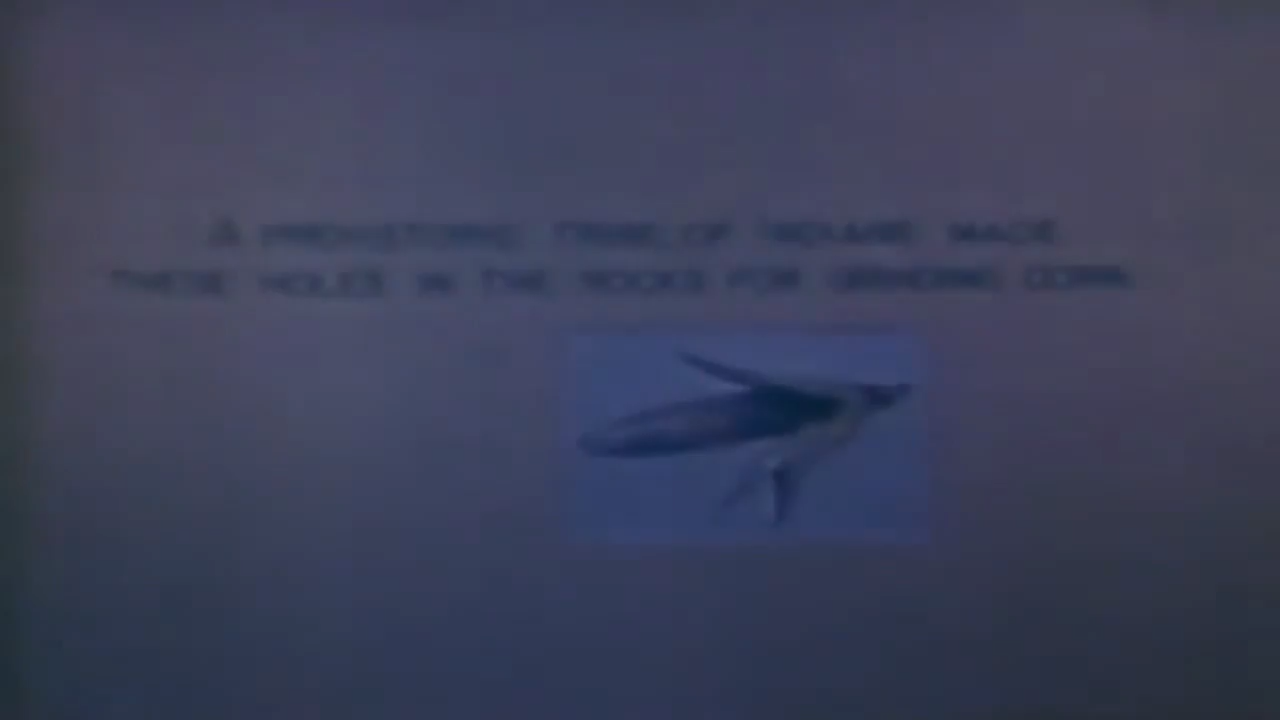 A PREHISTORIC TRIBE OF INDIANS MADE
THESE HOLES IN THE ROCKS FOR GRINDING CORN.